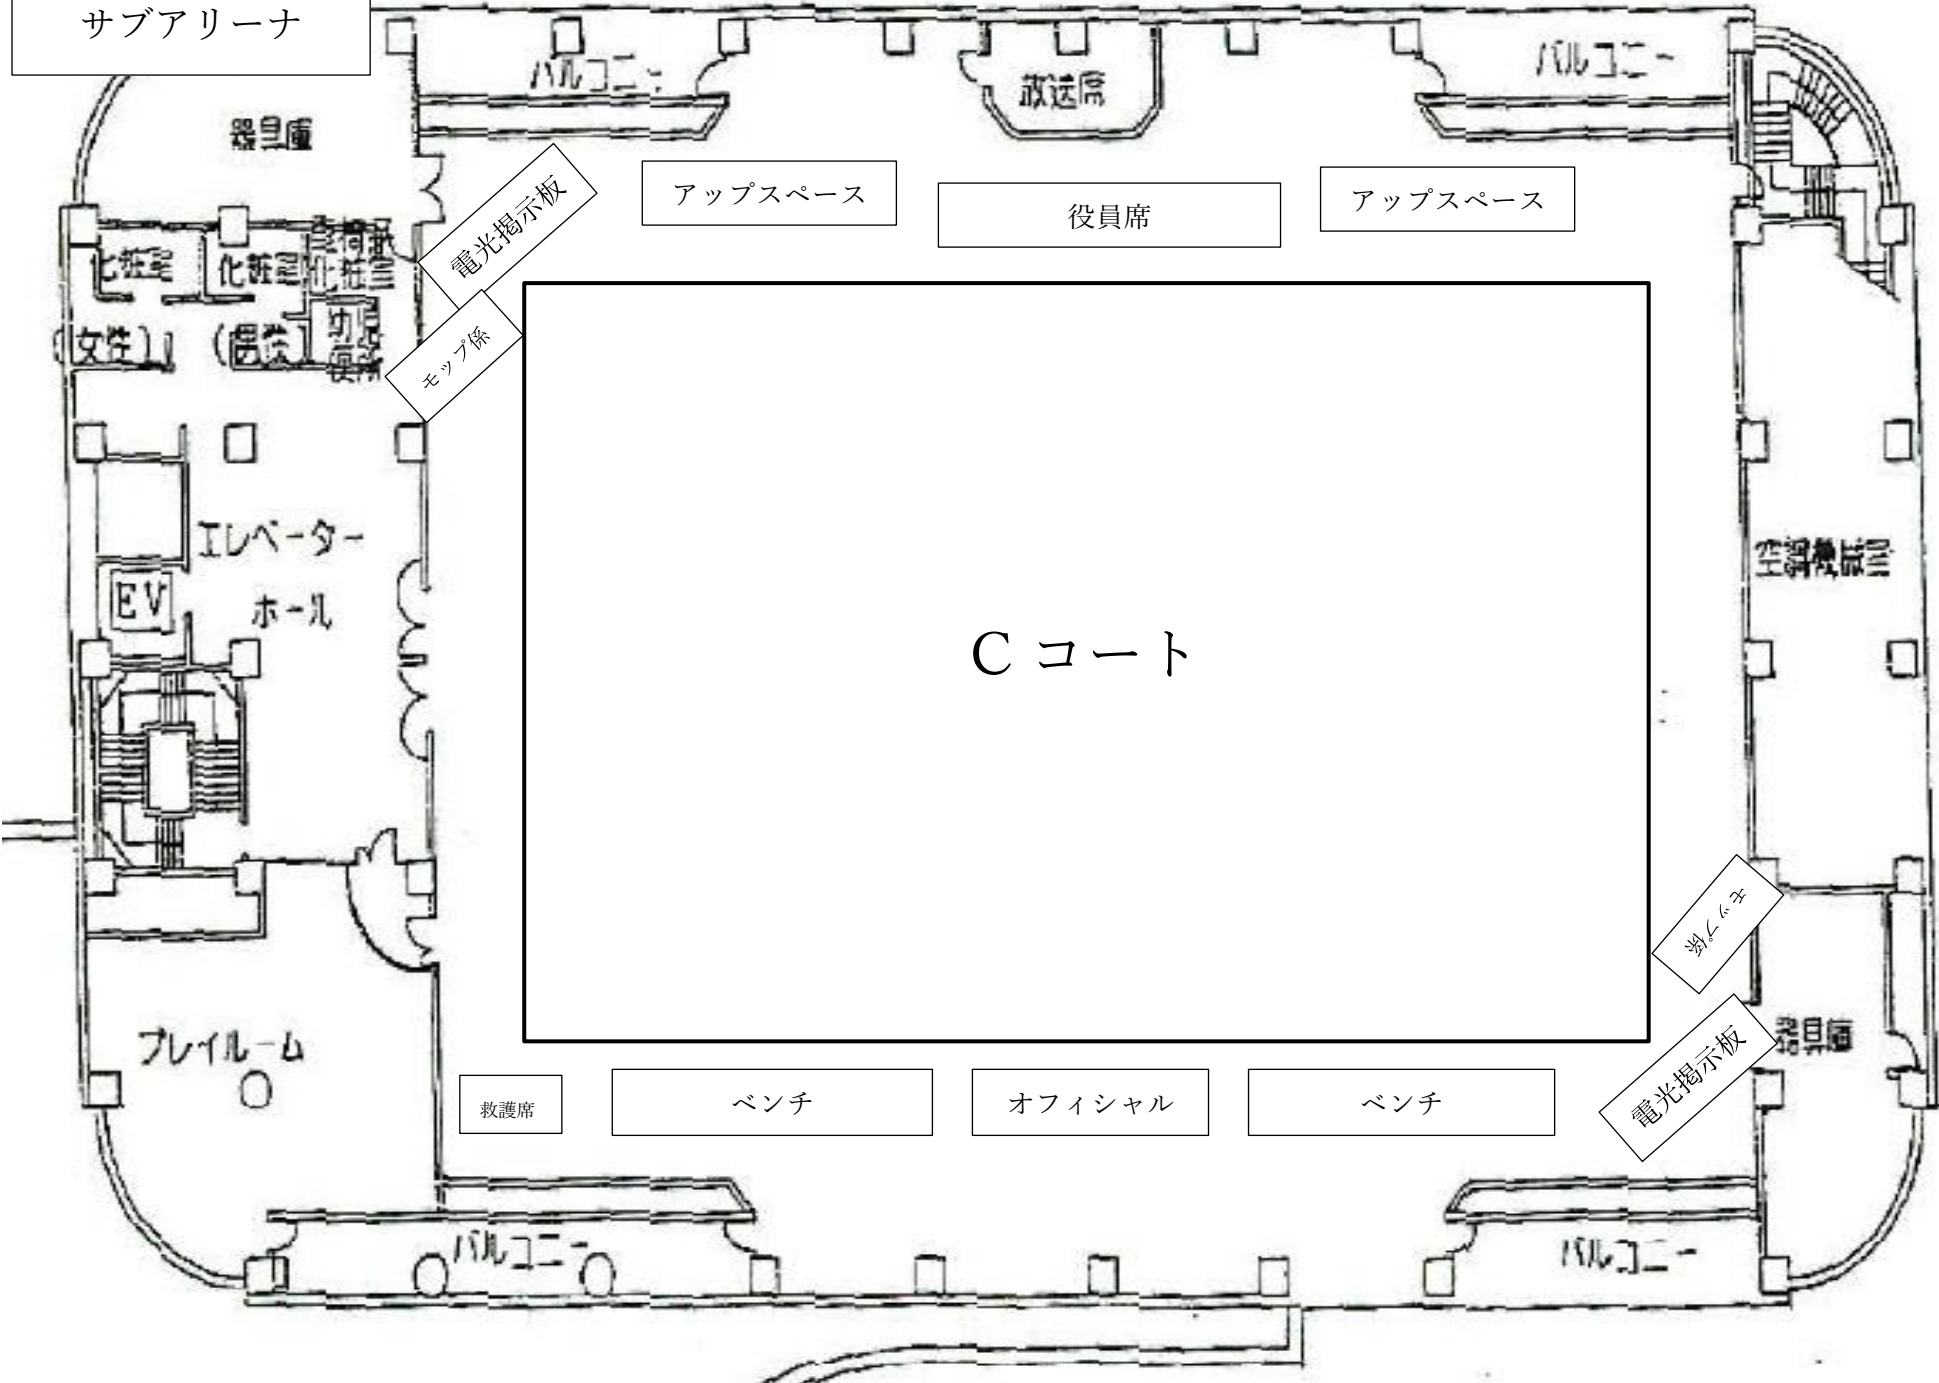 サブアリーナ
バルコニー
放送席
バルコニー
器具庫
電光掲示板
アップスペース
役員席
アップスペース
化粧室
(女性)
化粧室
(男性)
モップ係
エレベーター
ホール
EV
Cコート
空調機械室
モップ係
プレイルーム
器具庫
電光掲示板
救護席
ベンチ
オフィシャル
ベンチ
バルコニー
バルコニー